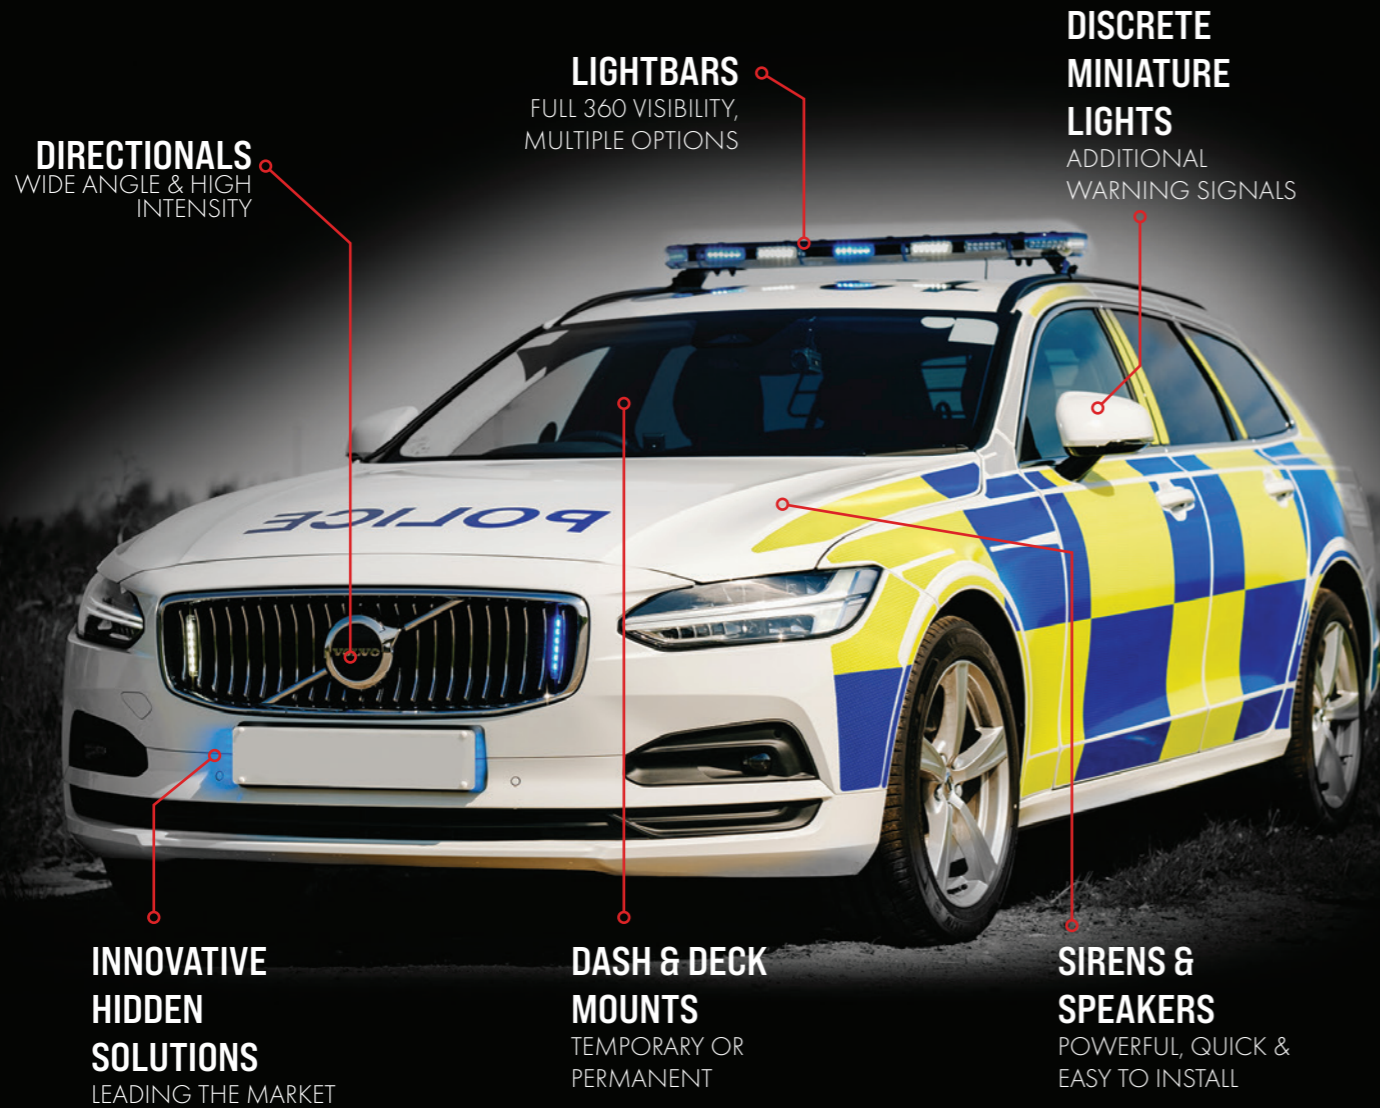 DISCRETE
MINIATURE
LIGHTS
ADDITIONAL
WARNING SIGNALS
LIGHTBARS
FULL 360 VISIBILITY,
MULTIPLE OPTIONS
DIRECTIONALS
WIDE ANGLE & HIGH
INTENSITY
POLICE
VOLVO
INNOVATIVE
HIDDEN
SOLUTIONS
LEADING THE MARKET
DASH & DECK
MOUNTS
TEMPORARY OR
PERMANENT
SIRENS &
SPEAKERS
POWERFUL, QUICK &
EASY TO INSTALL